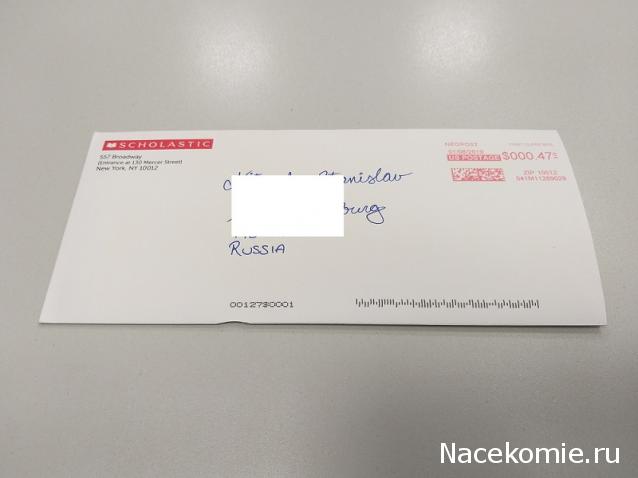 SCHOLASTIC
557 Broadway
(Entrance at 130 Mercer Street)
New York, NY 10012
NEOPOST
US POSTAGE $000.47
ZIP 10012
041M11289029
Stanislav
burg
RUSSIA
Nacekomie.ru